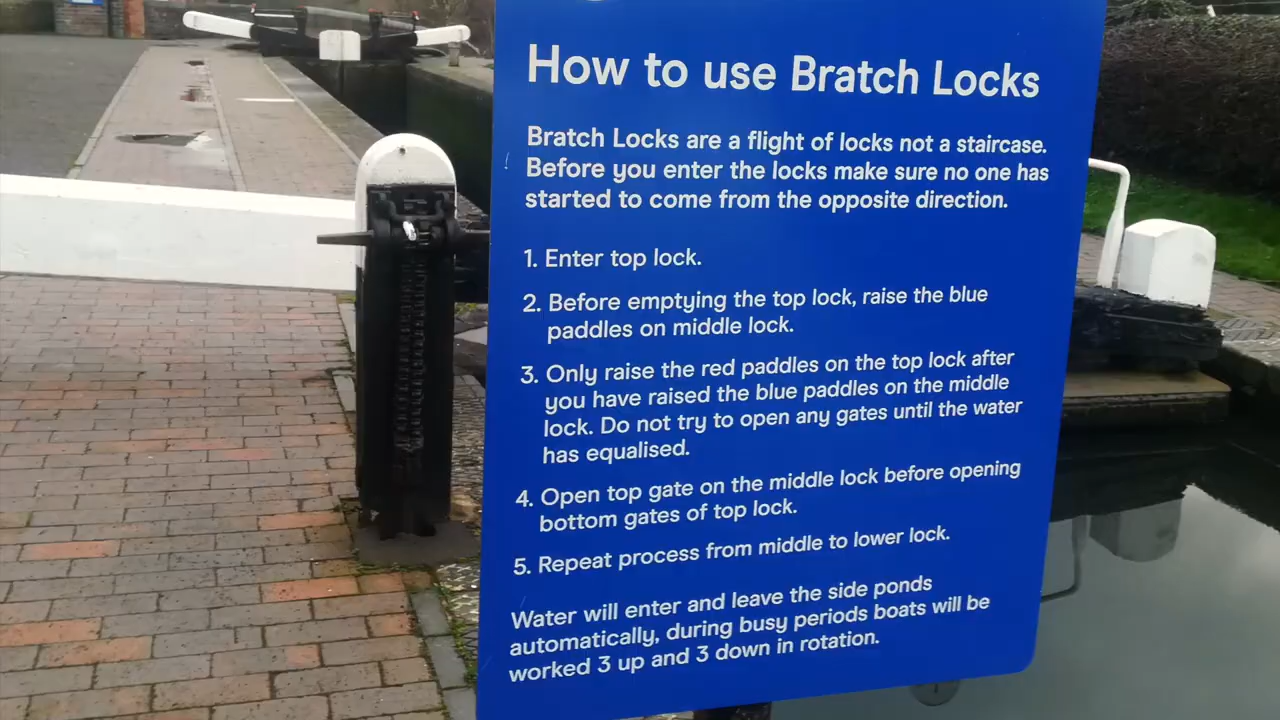 How to use Bratch Locks
Bratch Locks are a flight of locks not a staircase.
Before you enter the locks make sure no one has
started to come from the opposite direction.
1. Enter top lock.
2. Before emptying the top lock, raise the blue
paddles on middle lock.
3. Only raise the red paddles on the top lock after
you have raised the blue paddles on the middle
lock. Do not try to open any gates until the water
has equalised.
4. Open top gate on the middle lock before opening
bottom gates of top lock.
5. Repeat process from middle to lower lock.
Water will enter and leave the side ponds
automatically, during busy periods boats will be
worked 3 up and 3 down in rotation.